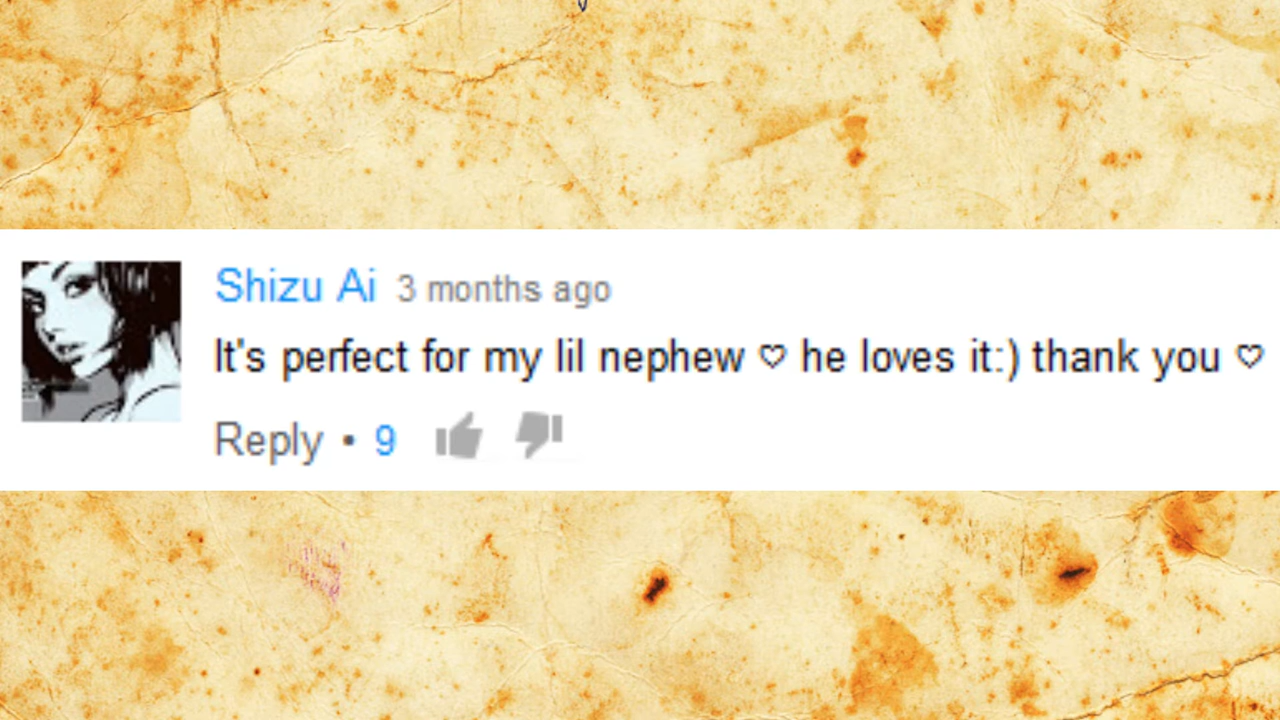 Shizu Ai 3 months ago
It's perfect for my lil nephew ♡ he loves it:) thank you ♡
Reply • 9